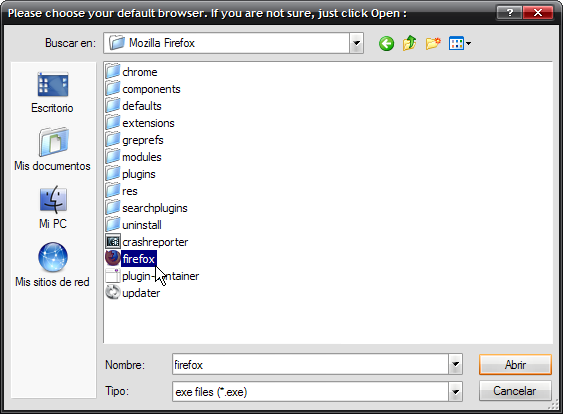 Please choose your default browser. If you are not sure, just click Open :
Buscar en: Mozilla Firefox
Escritorio
Mis documentos
Mi PC
Mis sitios de red
chrome
components
defaults
extensions
greprefs
modules
plugins
res
searchplugins
uninstall
crashreporter
firefox
plugin-container
updater
Nombre: firefox Abrir
Tipo: exe files (*.exe) Cancelar